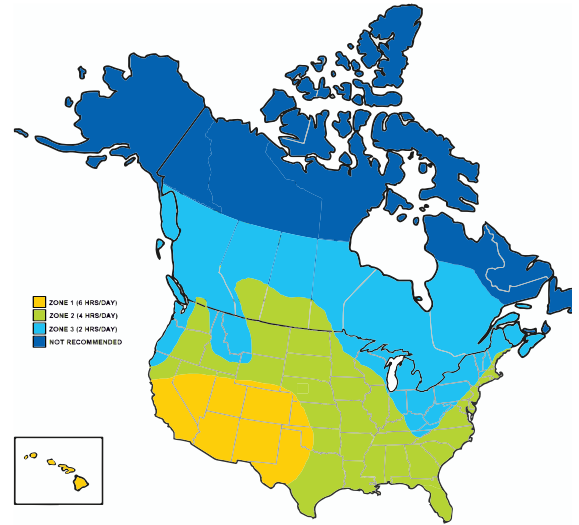 ZONE 1 (6 HRS/DAY)
ZONE 2 (4 HRS/DAY)
ZONE 3 (2 HRS/DAY)
NOT RECOMMENDED